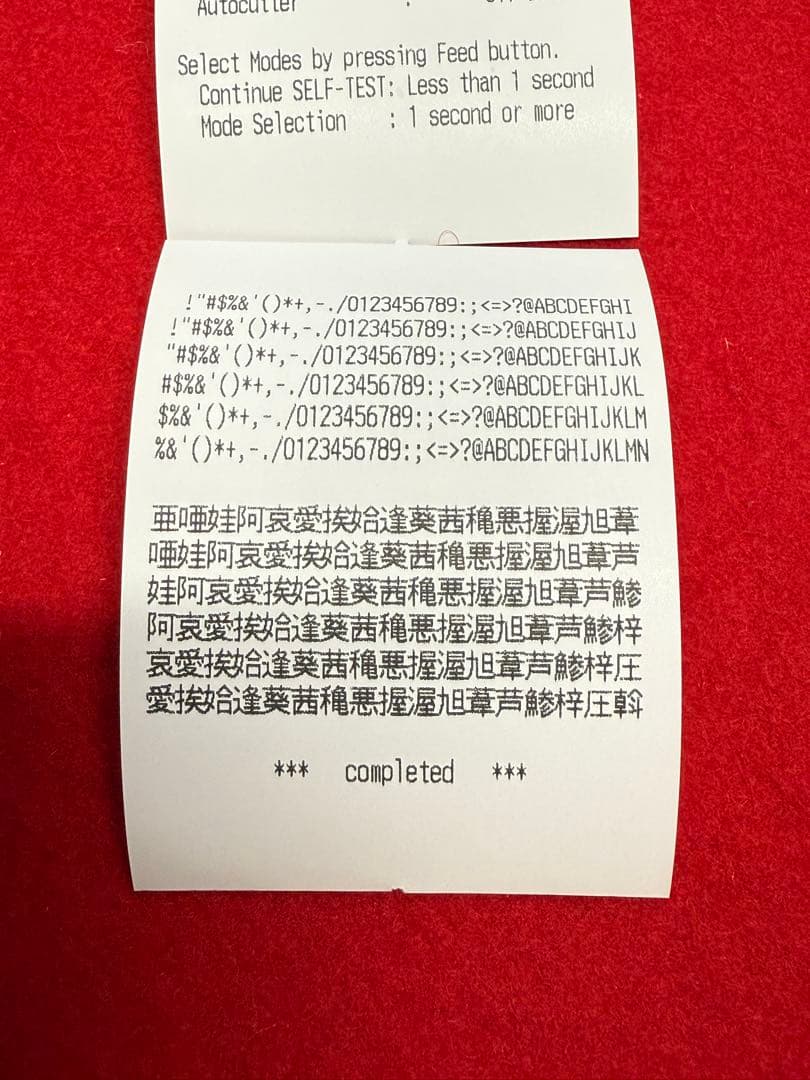 Autocutter :
Select Modes by pressing Feed button.
Continue SELF-TEST: Less than 1 second
Mode Selection : 1 second or more
!"#$%&'()*+,-./0123456789:;<=>?@ABCDEFGHI
!"#$%&'()*+,-./0123456789:;<=>?@ABCDEFGHIJ
"#$%&'()*+,-./0123456789:;<=>?@ABCDEFGHIJK
#$%&'()*+,-./0123456789:;<=>?@ABCDEFGHIJKL
$%&'()*+,-./0123456789:;<=>?@ABCDEFGHIJKLM
%&'()*+,-./0123456789:;<=>?@ABCDEFGHIJKLMN
亜唖娃阿哀愛挨姶逢葵茜穐悪握渥旭葦
唖娃阿哀愛挨姶逢葵茜穐悪握渥旭葦芦
娃阿哀愛挨姶逢葵茜穐悪握渥旭葦芦鯵
阿哀愛挨姶逢葵茜穐悪握渥旭葦芦鯵梓
哀愛挨姶逢葵茜穐悪握渥旭葦芦鯵梓圧
愛挨姶逢葵茜穐悪握渥旭葦芦鯵梓圧斡
*** completed ***